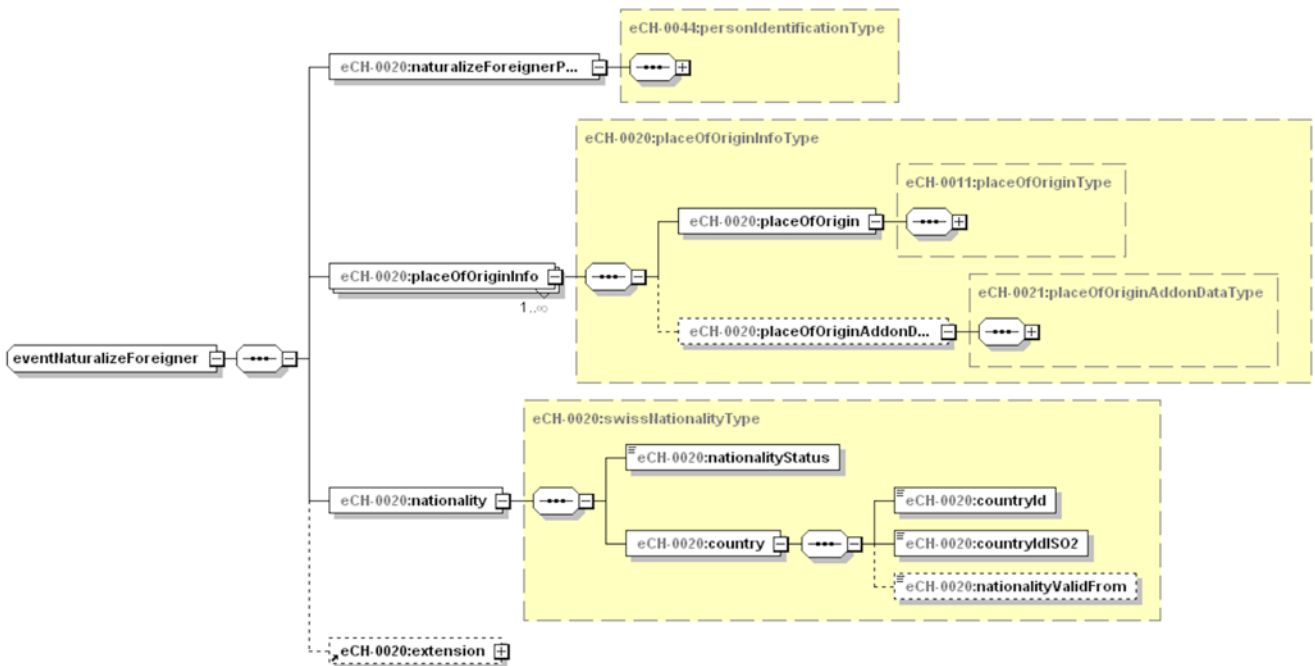 eCH-0044:personIdentificationType
eCH-0020:naturalizeForeignerP...
eCH-0020:placeOfOriginInfoType
eCH-0011:placeOfOriginType
eCH-0020:placeOfOrigin
eCH-0020:placeOfOriginInfo
1..∞
eCH-0021:placeOfOriginAddonDataType
eCH-0020:placeOfOriginAddonD...
eventNaturalizeForeigner
eCH-0020:swissNationalityType
eCH-0020:nationalityStatus
eCH-0020:nationality
eCH-0020:countryId
eCH-0020:country
eCH-0020:countryIdISO2
eCH-0020:nationalityValidFrom
eCH-0020:extension